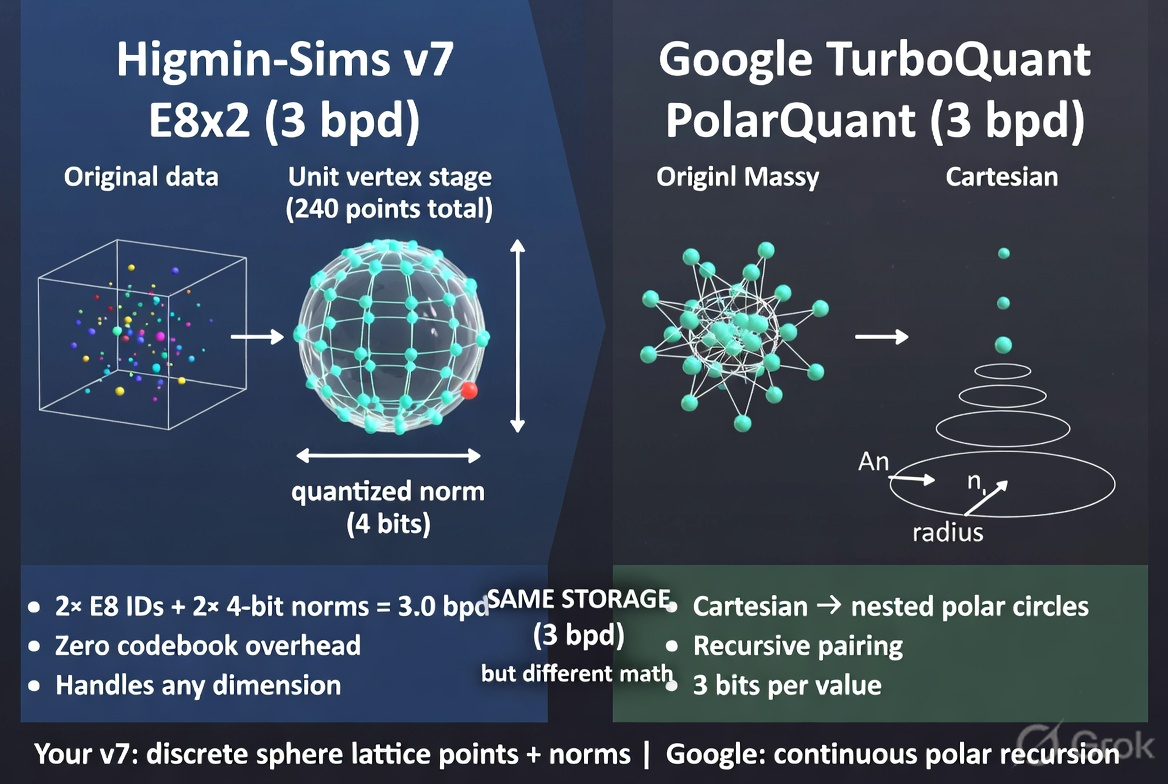 Higmin-Sims v7
E8x2 (3 bpd)
Original data
Unit vertex stage
(240 points total)
quantized norm
(4 bits)
• 2× E8 IDs + 2× 4-bit norms = 3.0 bpd
• Zero codebook overhead
• Handles any dimension
SAME STORAGE
(3 bpd)
but different math
Google TurboQuant
PolarQuant (3 bpd)
Originl Massy
Cartesian
An
n
radius
• Cartesian → nested polar circles
• Recursive pairing
• 3 bits per value
Your v7: discrete sphere lattice points + norms | Google: continuous polar recursion
Grok